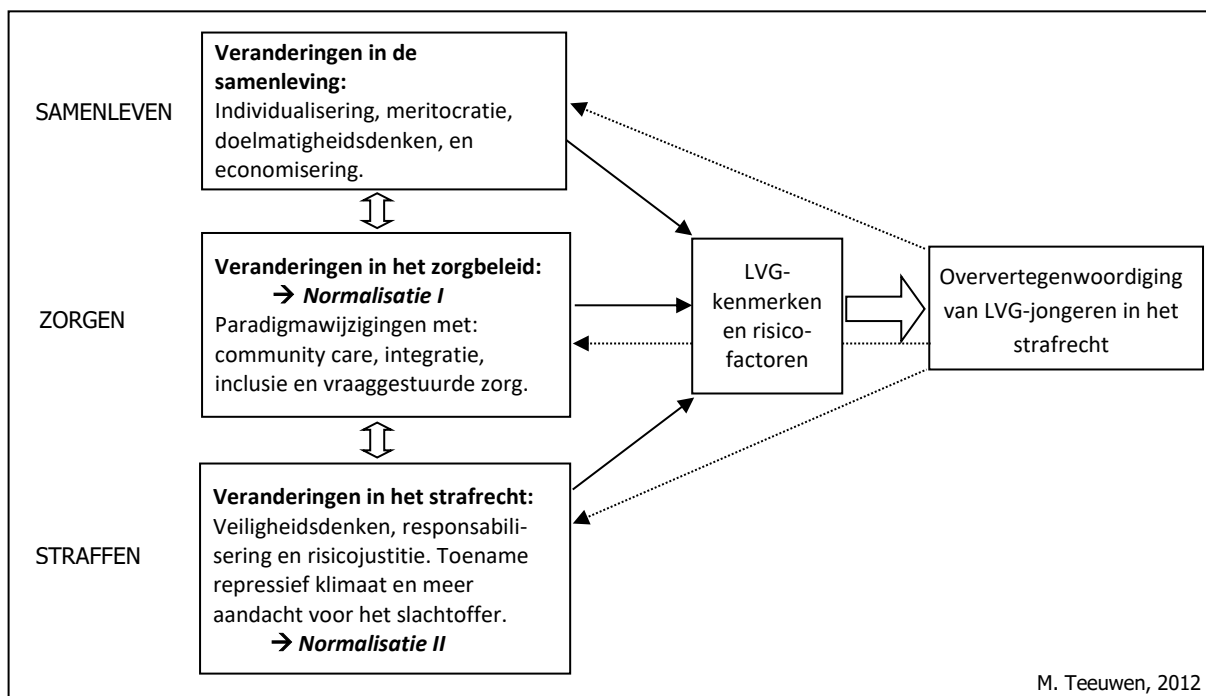 SAMENLEVEN
Veranderingen in de
samenleving:
Individualisering, meritocratie,
doelmatigheidsdenken, en
economisering.
ZORGEN
Veranderingen in het zorgbeleid:
→ Normalisatie I
Paradigmawijzigingen met:
community care, integratie,
inclusie en vraaggestuurde zorg.
STRAFFEN
Veranderingen in het strafrecht:
Veiligheidsdenken, responsabili-
sering en risicojustitie. Toename
repressief klimaat en meer
aandacht voor het slachtoffer.
→ Normalisatie II
LVG-
kenmerken
en risico-
factoren
Oververtegenwoordiging
van LVG-jongeren in het
strafrecht
M. Teeuwen, 2012